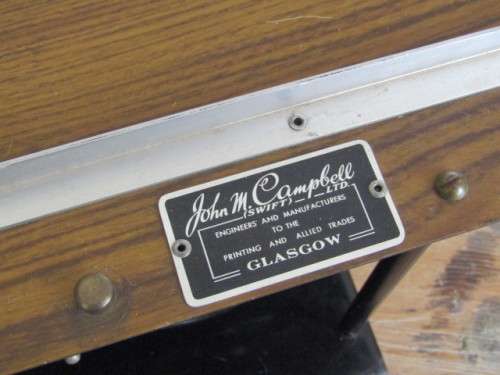 John M Campbell
(SWIFT) LTD.
ENGINEERS AND MANUFACTURERS
TO THE
PRINTING AND ALLIED TRADES
GLASGOW